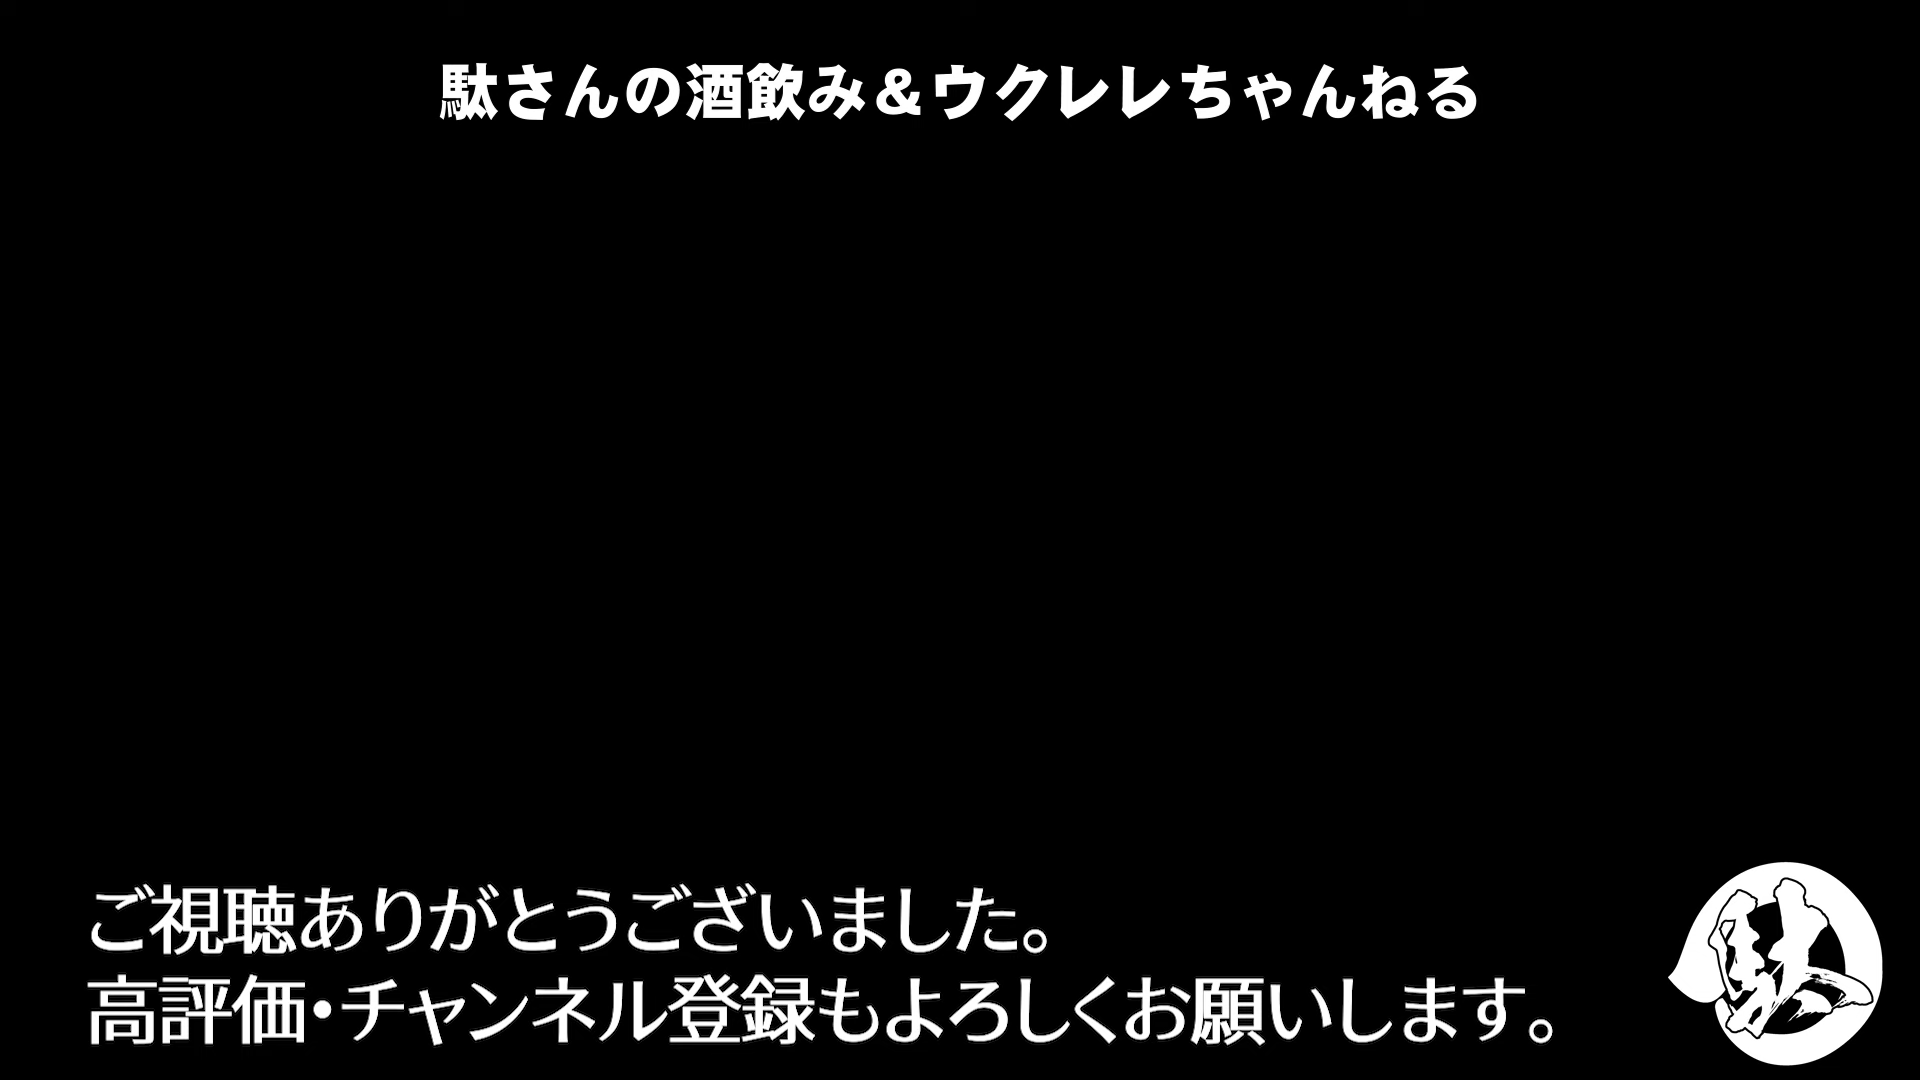 駄さんの酒飲み＆ウクレレちゃんねる
ご視聴ありがとうございました。
高評価・チャンネル登録もよろしくお願いします。
駄